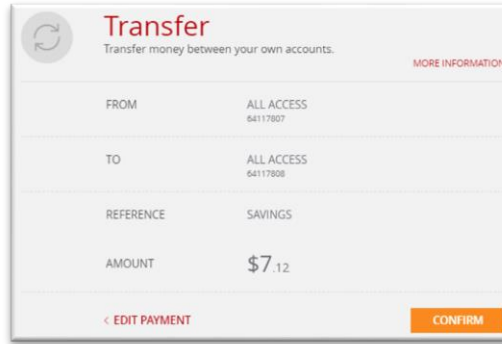 Transfer
Transfer money between your own accounts.
MORE INFORMATION
FROM ALL ACCESS
64117807
TO ALL ACCESS
64117808
REFERENCE SAVINGS
AMOUNT $7.12
< EDIT PAYMENT CONFIRM